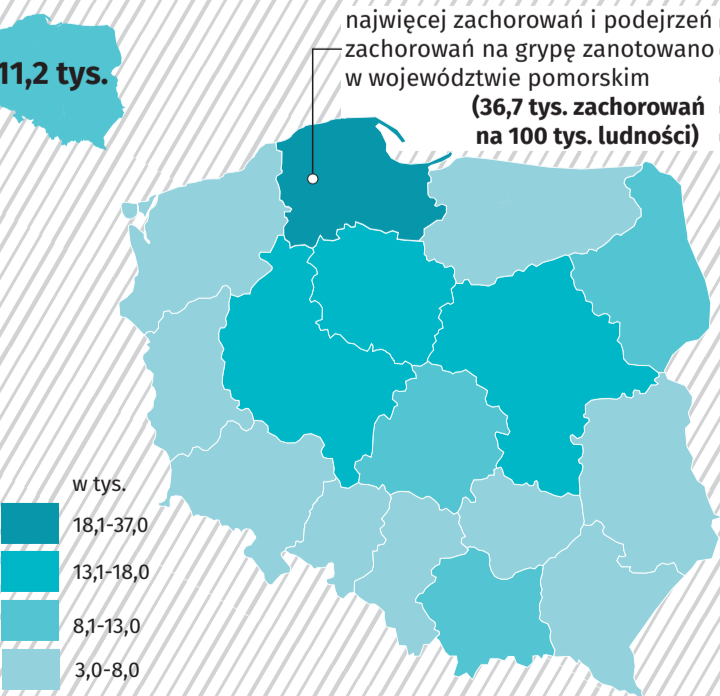 11,2 tys.
najwięcej zachorowań i podejrzeń
zachorowań na grypę zanotowano
w województwie pomorskim
(36,7 tys. zachorowań
na 100 tys. ludności)
w tys.
18,1-37,0
13,1-18,0
8,1-13,0
3,0-8,0